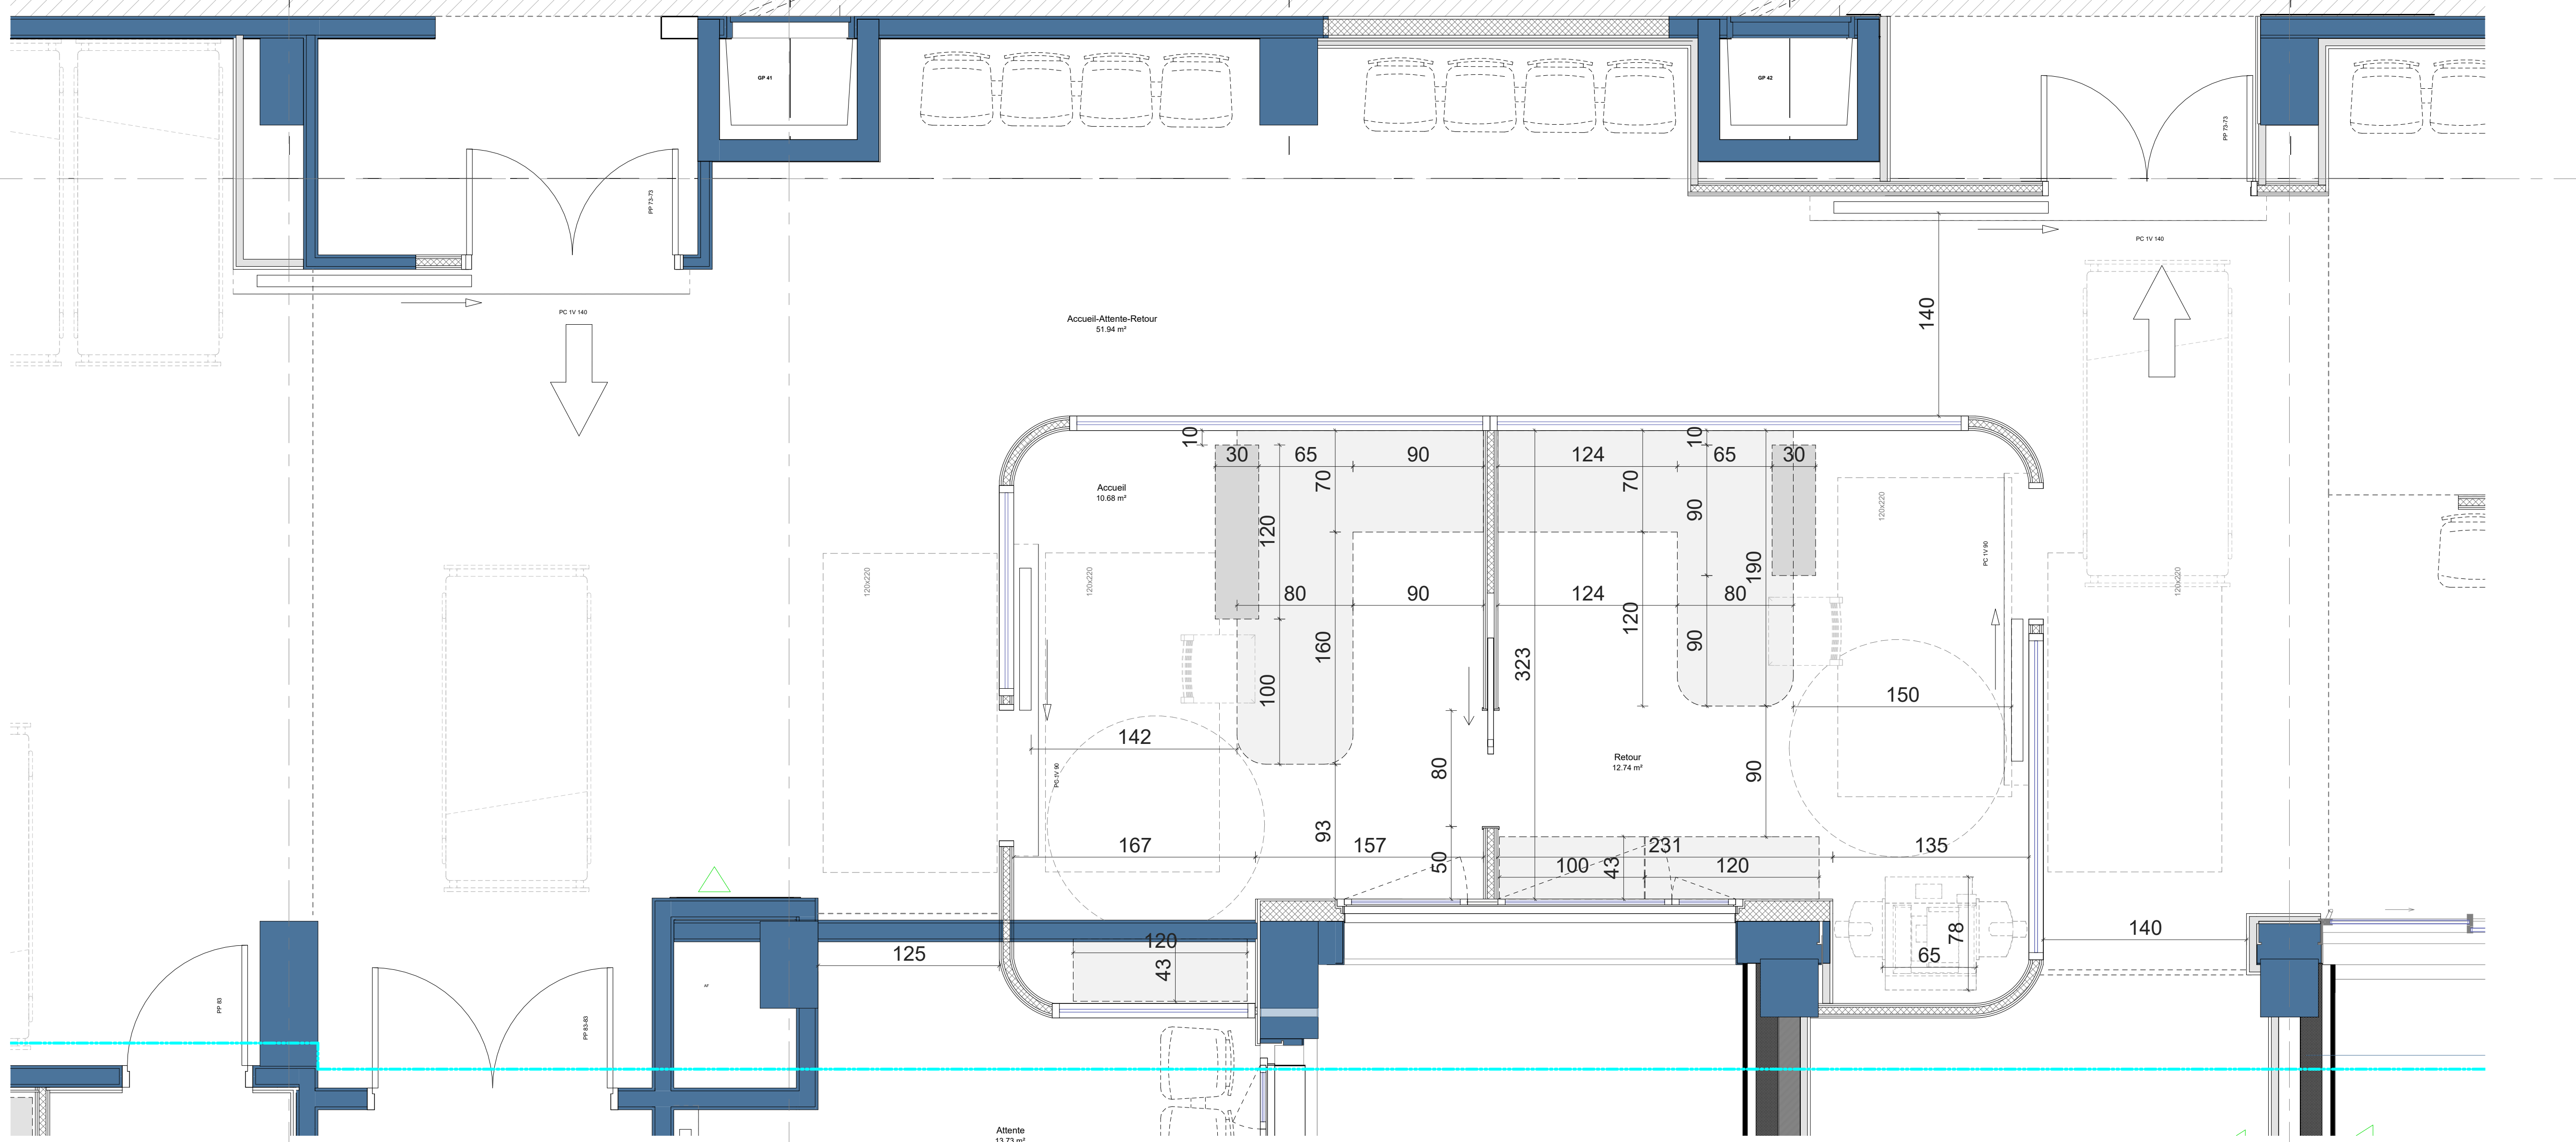 GP 41
GP 42
PP 73-73
PP 73-73
PC 1V 140
PC 1V 140
Accueil-Attente-Retour
51.94 m²
140
10
30
65
90
124
10
65
30
70
70
Accueil
10.68 m²
120
90
190
120x220
PC 1V 90
120x220
120x220
120x220
80
90
124
80
120
160
90
323
100
150
142
PC 1V 90
80
Retour
12.74 m²
90
93
167
157
50
231
135
100
43
120
125
120
43
65
78
140
AF
PP 83
PP 83-83
Attente
13.73 m²